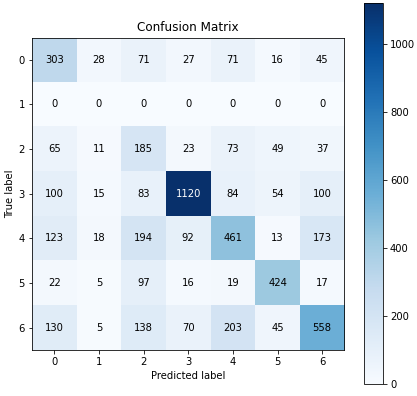 Confusion Matrix
0 303 28 71 27 71 16 45
1 0 0 0 0 0 0 0
2 65 11 185 23 73 49 37
3 100 15 83 1120 84 54 100
4 123 18 194 92 461 13 173
5 22 5 97 16 19 424 17
6 130 5 138 70 203 45 558
0 1 2 3 4 5 6
True label
Predicted label
1000
800
600
400
200
0